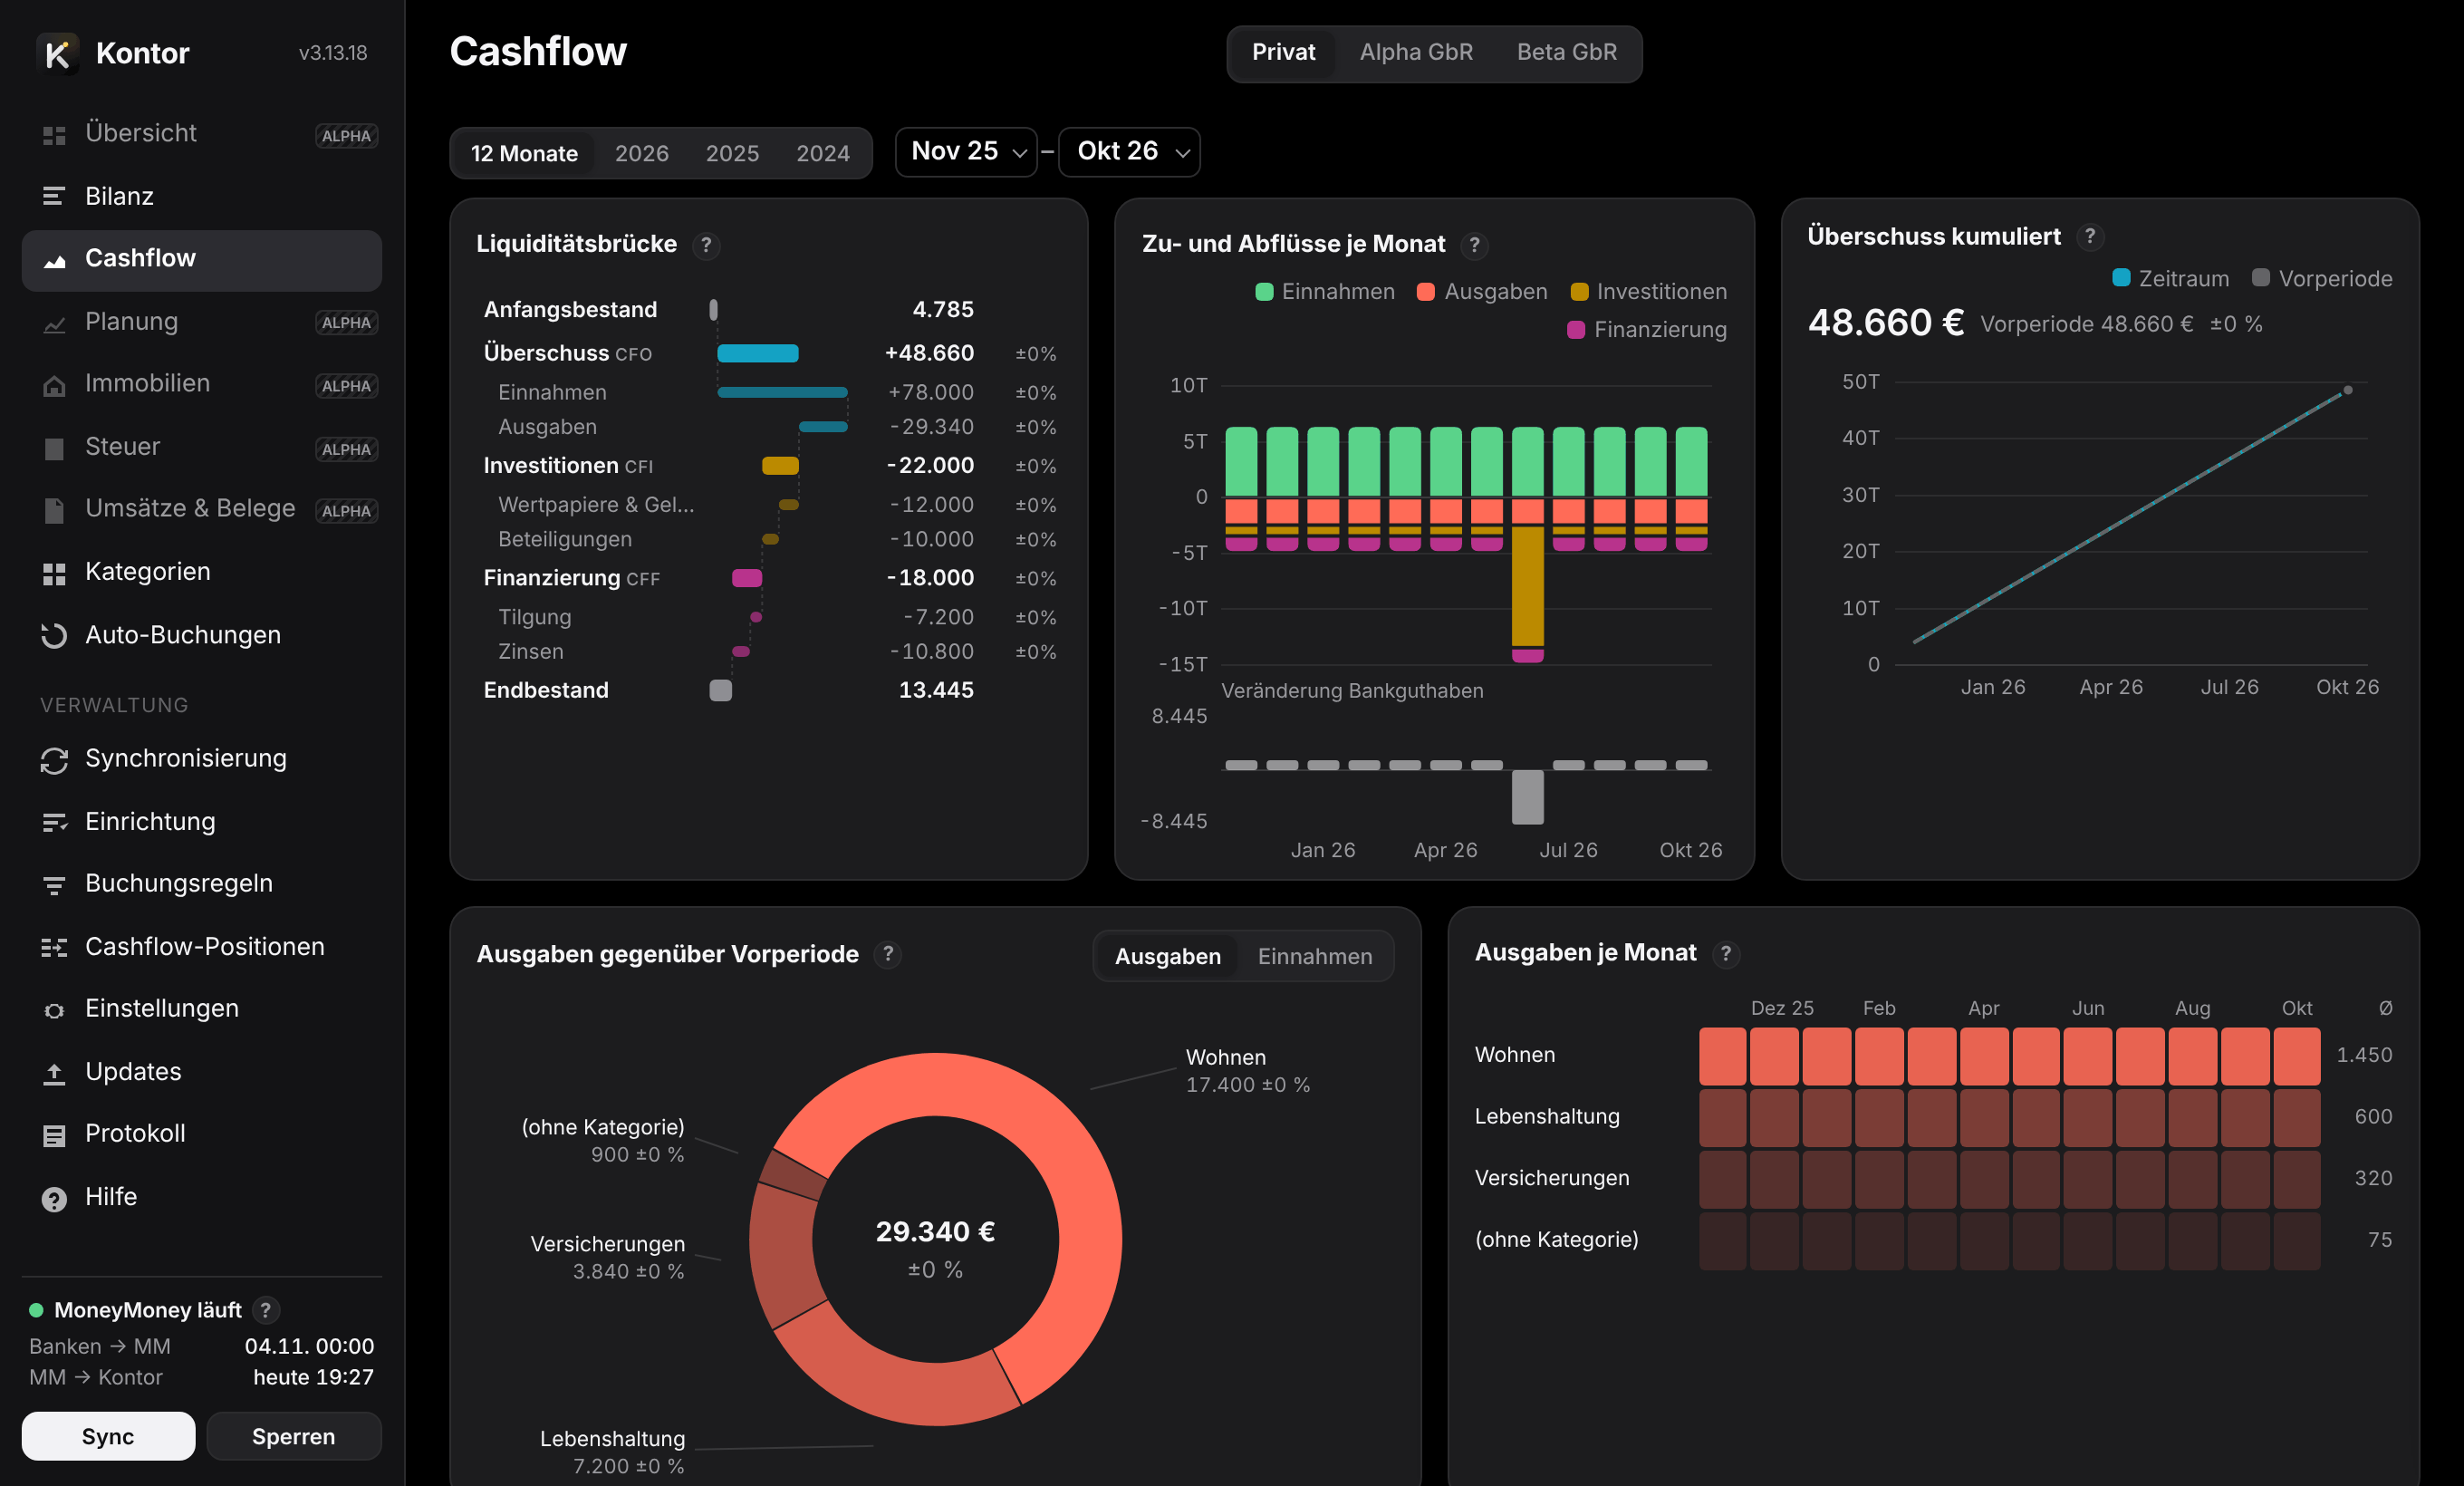 Kontor v3.13.18
Übersicht ALPHA
Bilanz
Cashflow
Planung ALPHA
Immobilien ALPHA
Steuer ALPHA
Umsätze & Belege ALPHA
Kategorien
Auto-Buchungen
VERWALTUNG
Synchronisierung
Einrichtung
Buchungsregeln
Cashflow-Positionen
Einstellungen
Updates
Protokoll
Hilfe
MoneyMoney läuft ?
Banken → MM 04.11. 00:00
MM → Kontor heute 19:27
Sync Sperren
Cashflow
Privat Alpha GbR Beta GbR
12 Monate 2026 2025 2024 Nov 25 – Okt 26
Liquiditätsbrücke ?
Anfangsbestand 4.785
Überschuss CFO +48.660 ±0%
Einnahmen +78.000 ±0%
Ausgaben -29.340 ±0%
Investitionen CFI -22.000 ±0%
Wertpapiere & Gel... -12.000 ±0%
Beteiligungen -10.000 ±0%
Finanzierung CFF -18.000 ±0%
Tilgung -7.200 ±0%
Zinsen -10.800 ±0%
Endbestand 13.445
Zu- und Abflüsse je Monat ?
Einnahmen Ausgaben Investitionen
Finanzierung
10T
5T
0
-5T
-10T
-15T
Veränderung Bankguthaben
8.445
-8.445
Jan 26 Apr 26 Jul 26 Okt 26
Überschuss kumuliert ?
Zeitraum Vorperiode
48.660 € Vorperiode 48.660 € ±0 %
50T
40T
30T
20T
10T
0
Jan 26 Apr 26 Jul 26 Okt 26
Ausgaben gegenüber Vorperiode ?
Ausgaben Einnahmen
Wohnen
17.400 ±0 %
(ohne Kategorie)
900 ±0 %
Versicherungen
3.840 ±0 %
29.340 €
±0 %
Lebenshaltung
7.200 ±0 %
Ausgaben je Monat ?
Dez 25 Feb Apr Jun Aug Okt Ø
Wohnen 1.450
Lebenshaltung 600
Versicherungen 320
(ohne Kategorie) 75